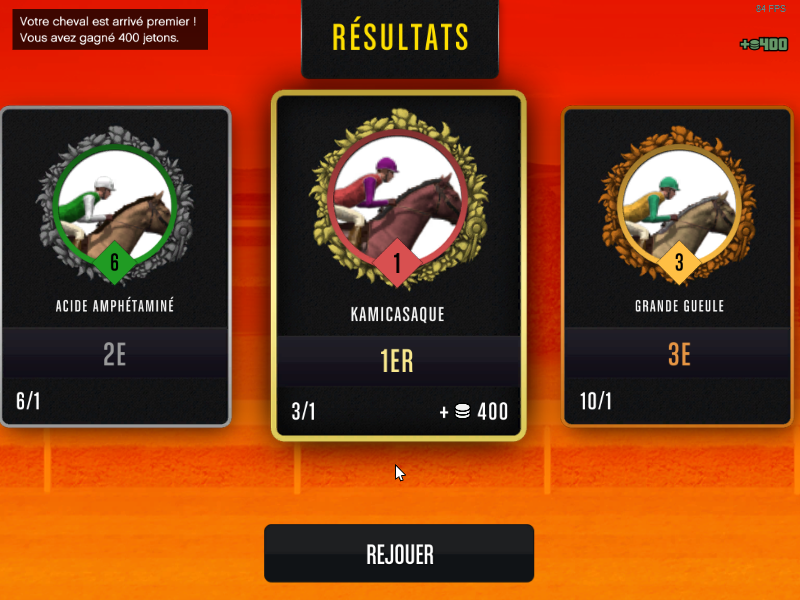 Votre cheval est arrivé premier !
Vous avez gagné 400 jetons.
RÉSULTATS
34 FPS
+400
6
ACIDE AMPHÉTAMINÉ
2E
6/1
1
KAMICASAQUE
1ER
3/1
+ 400
3
GRANDE GUEULE
3E
10/1
REJOUER